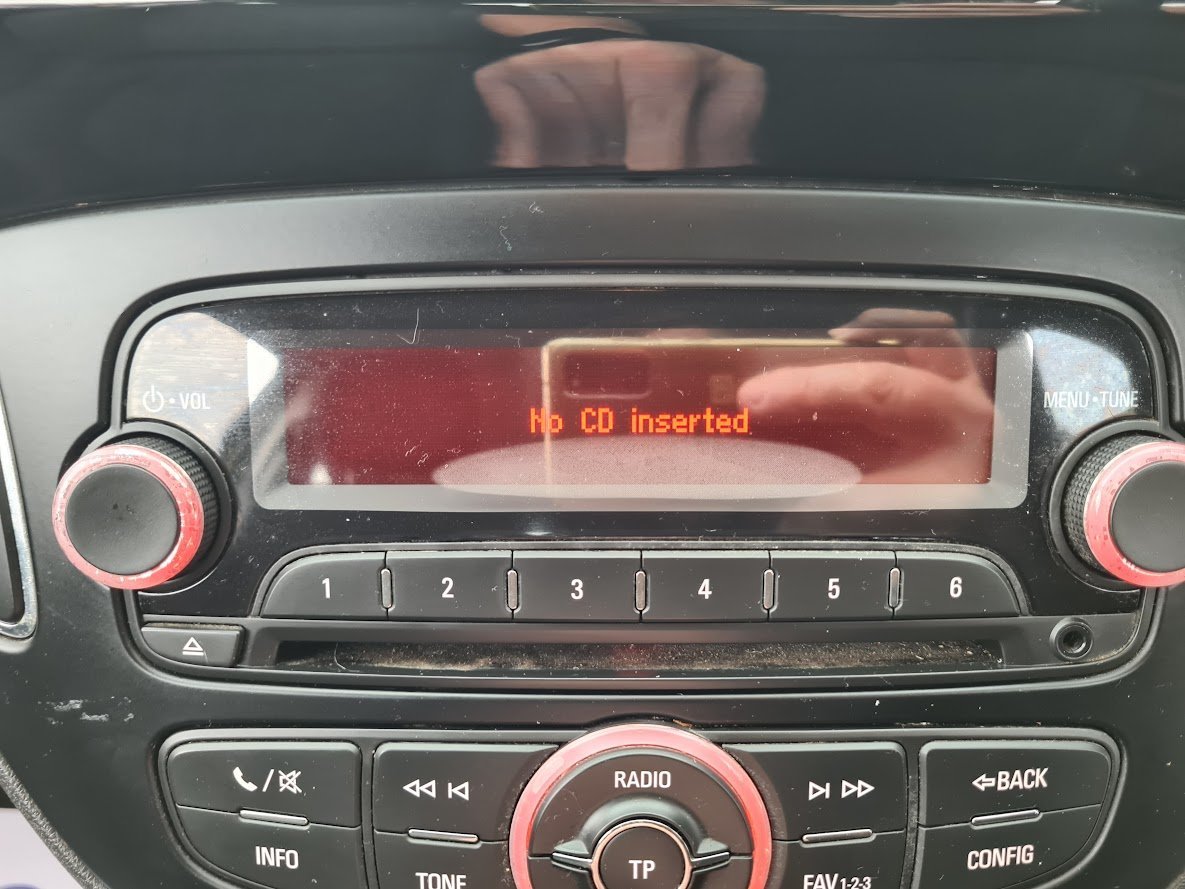 VOL
MENU•TUNE
No CD inserted
1 2 3 4 5 6
RADIO
BACK
INFO
TP
CONFIG
TONE
FAV1-2-3